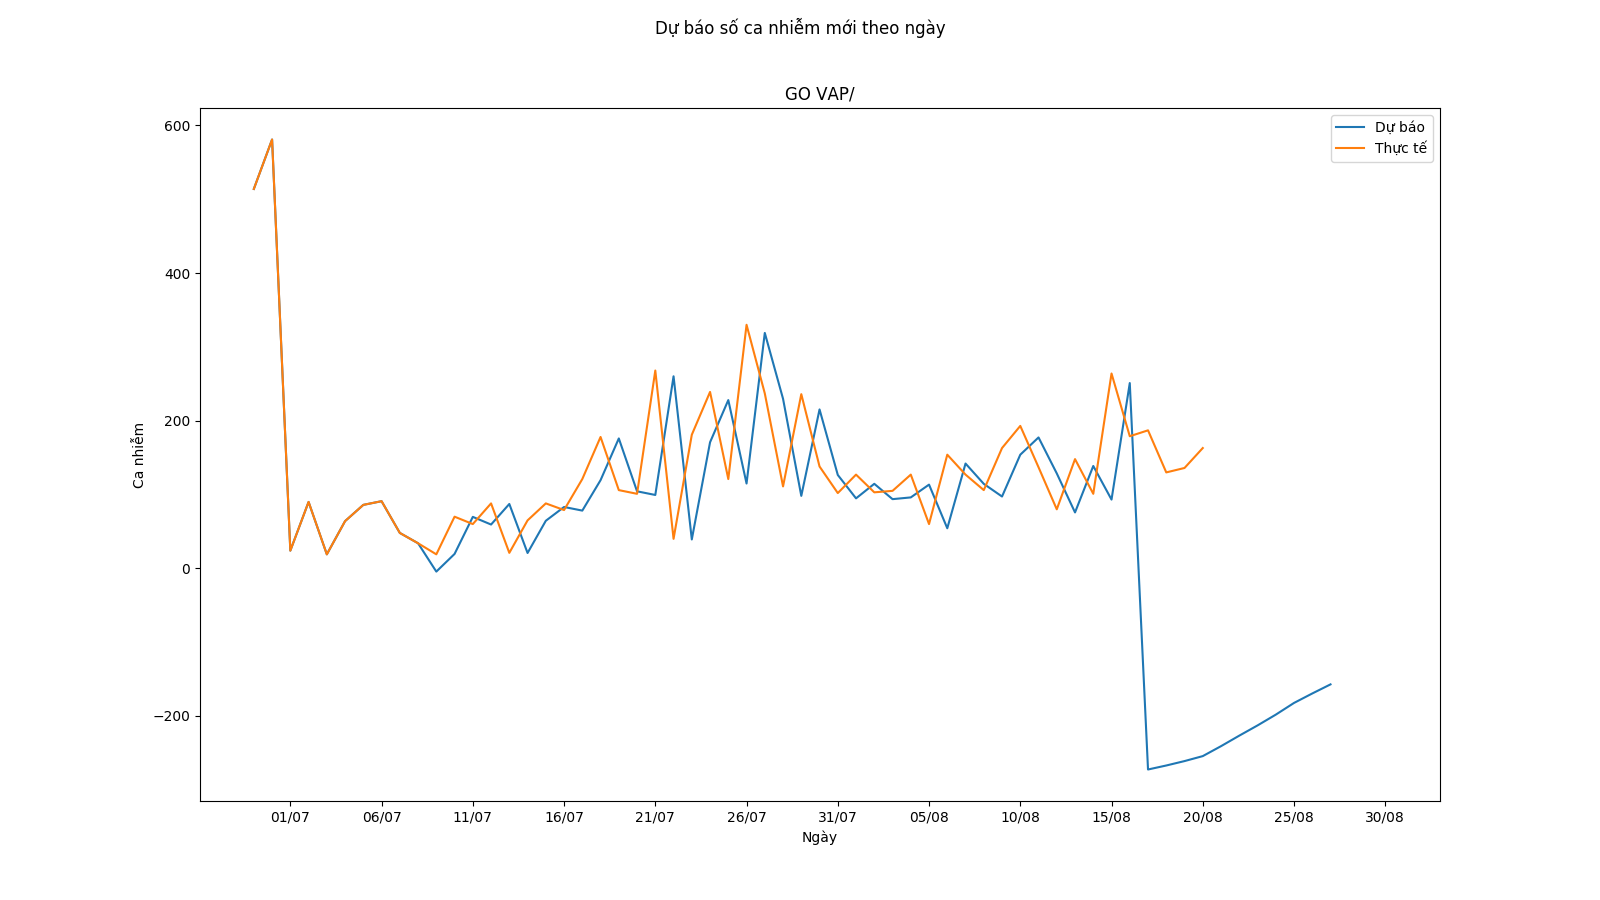 Dự báo số ca nhiễm mới theo ngày
GO VAP/
Dự báo
Thực tế
600
400
200
0
−200
Ca nhiễm
01/07 06/07 11/07 16/07 21/07 26/07 31/07 05/08 10/08 15/08 20/08 25/08 30/08
Ngày